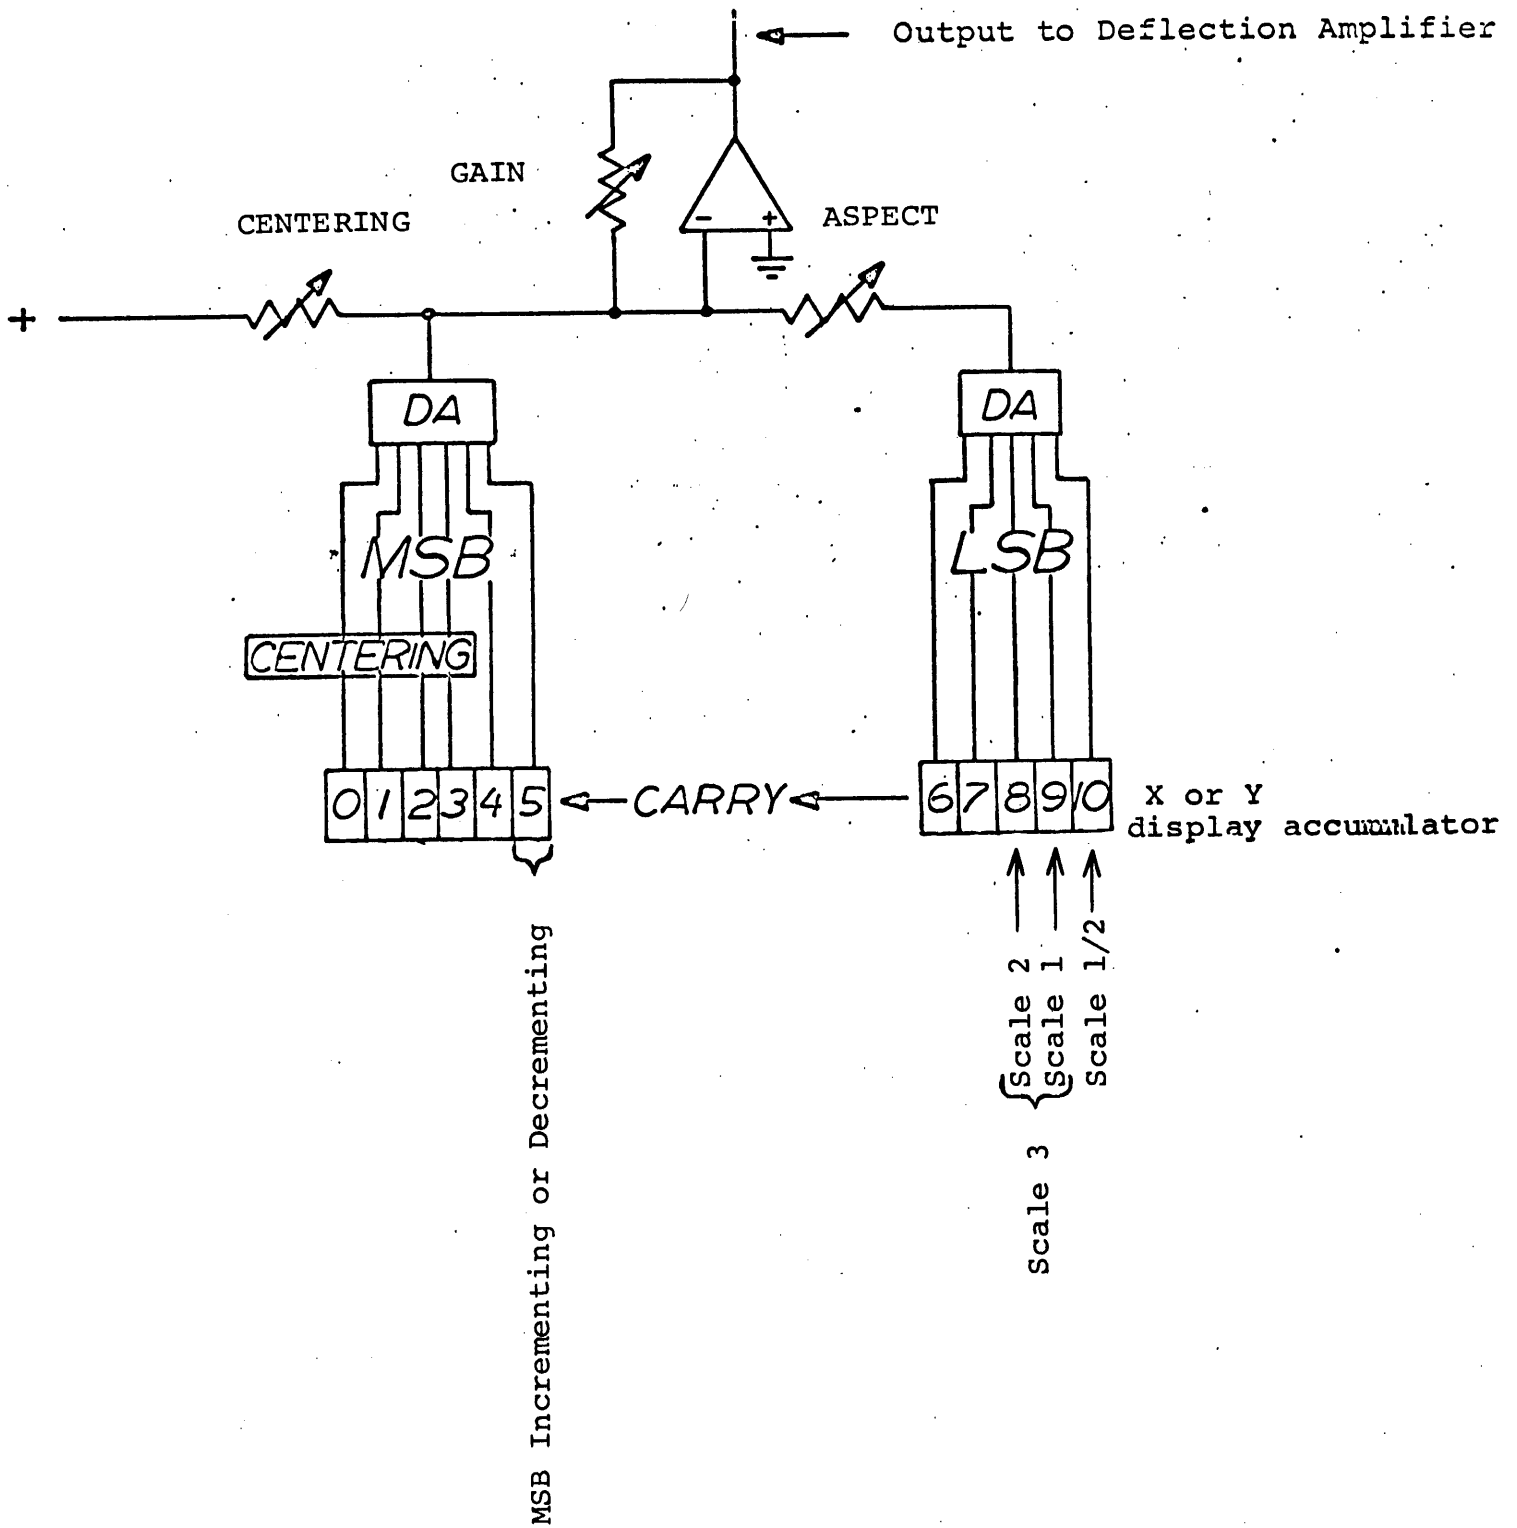 Output to Deflection Amplifier
GAIN
CENTERING
ASPECT
- +
+
DA
DA
MSB
LSB
CENTERING
0 1 2 3 4 5
CARRY
6 7 8 9 10
X or Y
display accumulator
MSB Incrementing or Decrementing
Scale 2
Scale 1
Scale 1/2
Scale 3